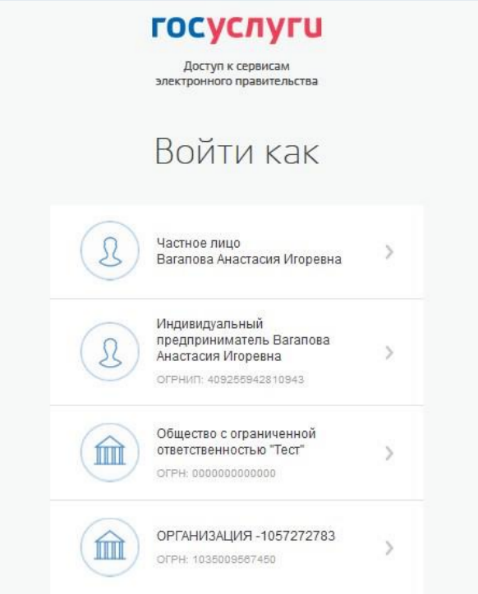 госуслуги
Доступ к сервисам
электронного правительства
Войти как
Частное лицо
Вагапова Анастасия Игоревна
Индивидуальный
предприниматель Вагапова
Анастасия Игоревна
ОГРНИП: 409255942810943
Общество с ограниченной
ответственностью "Тест"
ОГРН: 0000000000000
ОРГАНИЗАЦИЯ -1057272783
ОГРН: 1035009567450